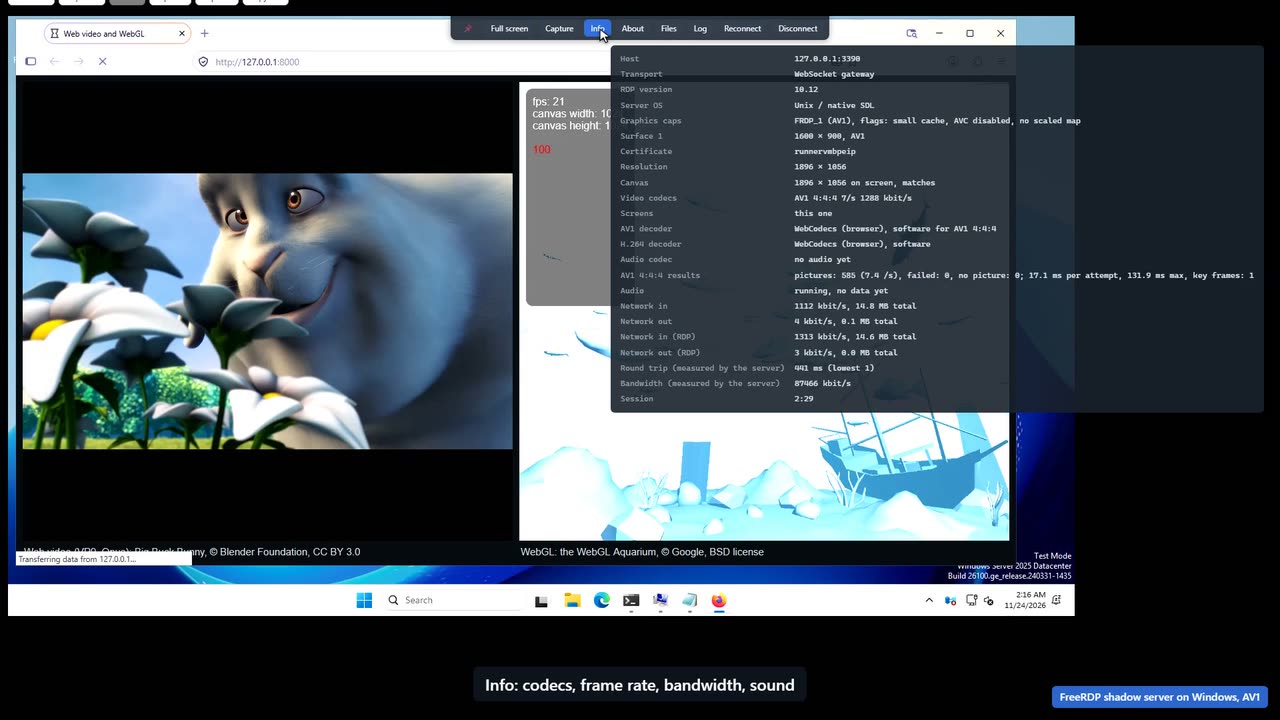 Full screen Capture Info About Files Log Reconnect Disconnect
Web video and WebGL
http://127.0.0.1:8000
fps: 21
canvas width: 10
canvas height: 1
100
Host 127.0.0.1:3390
Transport WebSocket gateway
RDP version 10.12
Server OS Unix / native SDL
Graphics caps FRDP_1 (AV1), flags: small cache, AVC disabled, no scaled map
Surface 1 1600 × 900, AV1
Certificate runnervmbpeip
Resolution 1896 × 1056
Canvas 1896 × 1056 on screen, matches
Video codecs AV1 4:4:4 7/s 1288 kbit/s
Screens this one
AV1 decoder WebCodecs (browser), software for AV1 4:4:4
H.264 decoder WebCodecs (browser), software
Audio codec no audio yet
AV1 4:4:4 results pictures: 585 (7.4 /s), failed: 0, no picture: 0; 17.1 ms per attempt, 131.9 ms max, key frames: 1
Audio running, no data yet
Network in 1112 kbit/s, 14.8 MB total
Network out 4 kbit/s, 0.1 MB total
Network in (RDP) 1313 kbit/s, 14.6 MB total
Network out (RDP) 3 kbit/s, 0.0 MB total
Round trip (measured by the server) 441 ms (lowest 1)
Bandwidth (measured by the server) 87466 kbit/s
Session 2:29
Big Buck Bunny, © Blender Foundation, CC BY 3.0
WebGL: the WebGL Aquarium, © Google, BSD license
Transferring data from 127.0.0.1...
Test Mode
Windows Server 2025 Datacenter
Build 26100.ge_release.240331-1435
Search
2:16 AM
11/24/2026
Info: codecs, frame rate, bandwidth, sound
FreeRDP shadow server on Windows, AV1